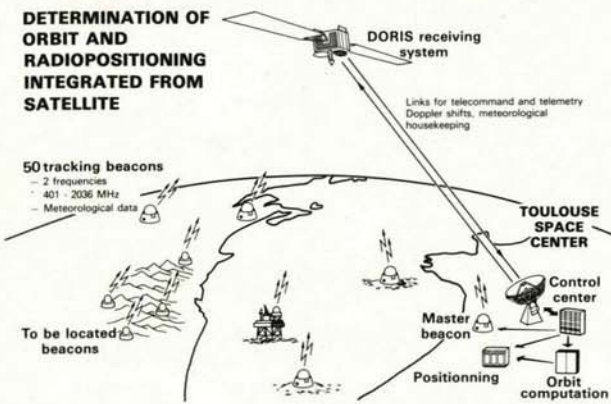 DETERMINATION OF
ORBIT AND
RADIOPOSITIONING
INTEGRATED FROM
SATELLITE
DORIS receiving
system
Links for telecommand and telemetry
Doppler shifts, meteorological
housekeeping
50 tracking beacons
– 2 frequencies
' 401 - 2036 MHz
– Meteorological data
TOULOUSE
SPACE
CENTER
Control
center
Master
beacon
To be located
beacons
Positionning
Orbit
computation